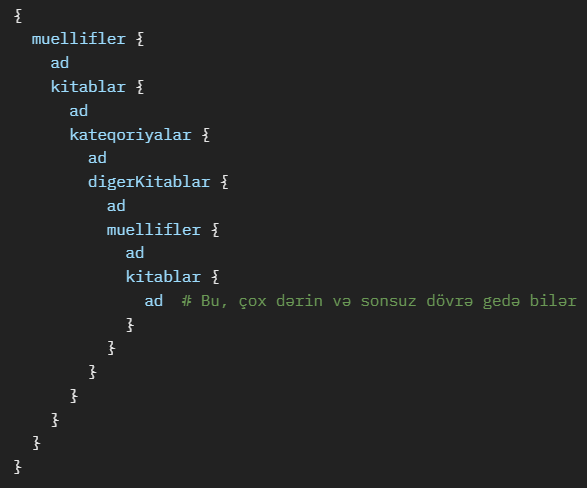 {
  muellifler {
    ad
    kitablar {
      ad
      kateqoriyalar {
        ad
        digerKitablar {
          ad
          muellifler {
            ad
            kitablar {
              ad  # Bu, çox dərin və sonsuz dövrə gedə bilər
            }
          }
        }
      }
    }
  }
}